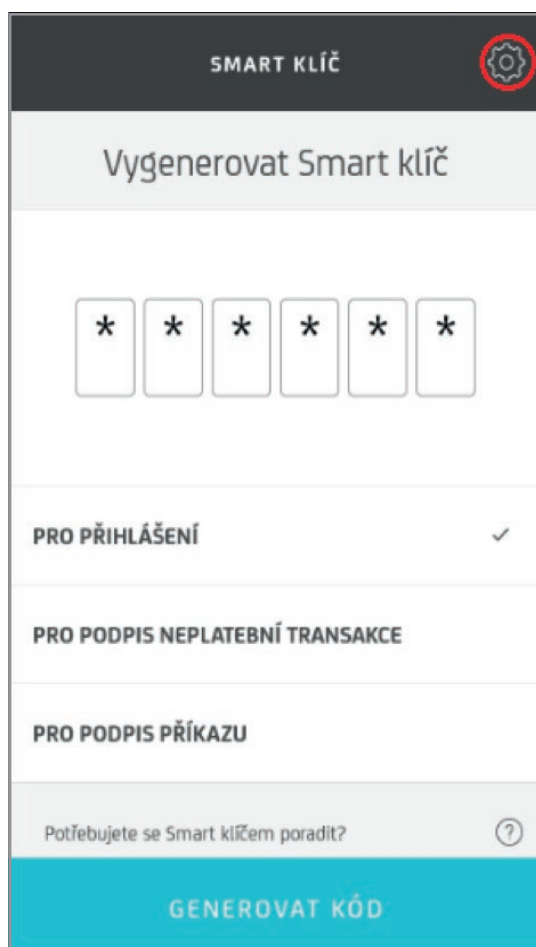 SMART KLÍČ
Vygenerovat Smart klíč
* * * * * *
PRO PŘIHLÁŠENÍ
PRO PODPIS NEPLATEBNÍ TRANSAKCE
PRO PODPIS PŘÍKAZU
Potřebujete se Smart klíčem poradit? ?
GENEROVAT KÓD